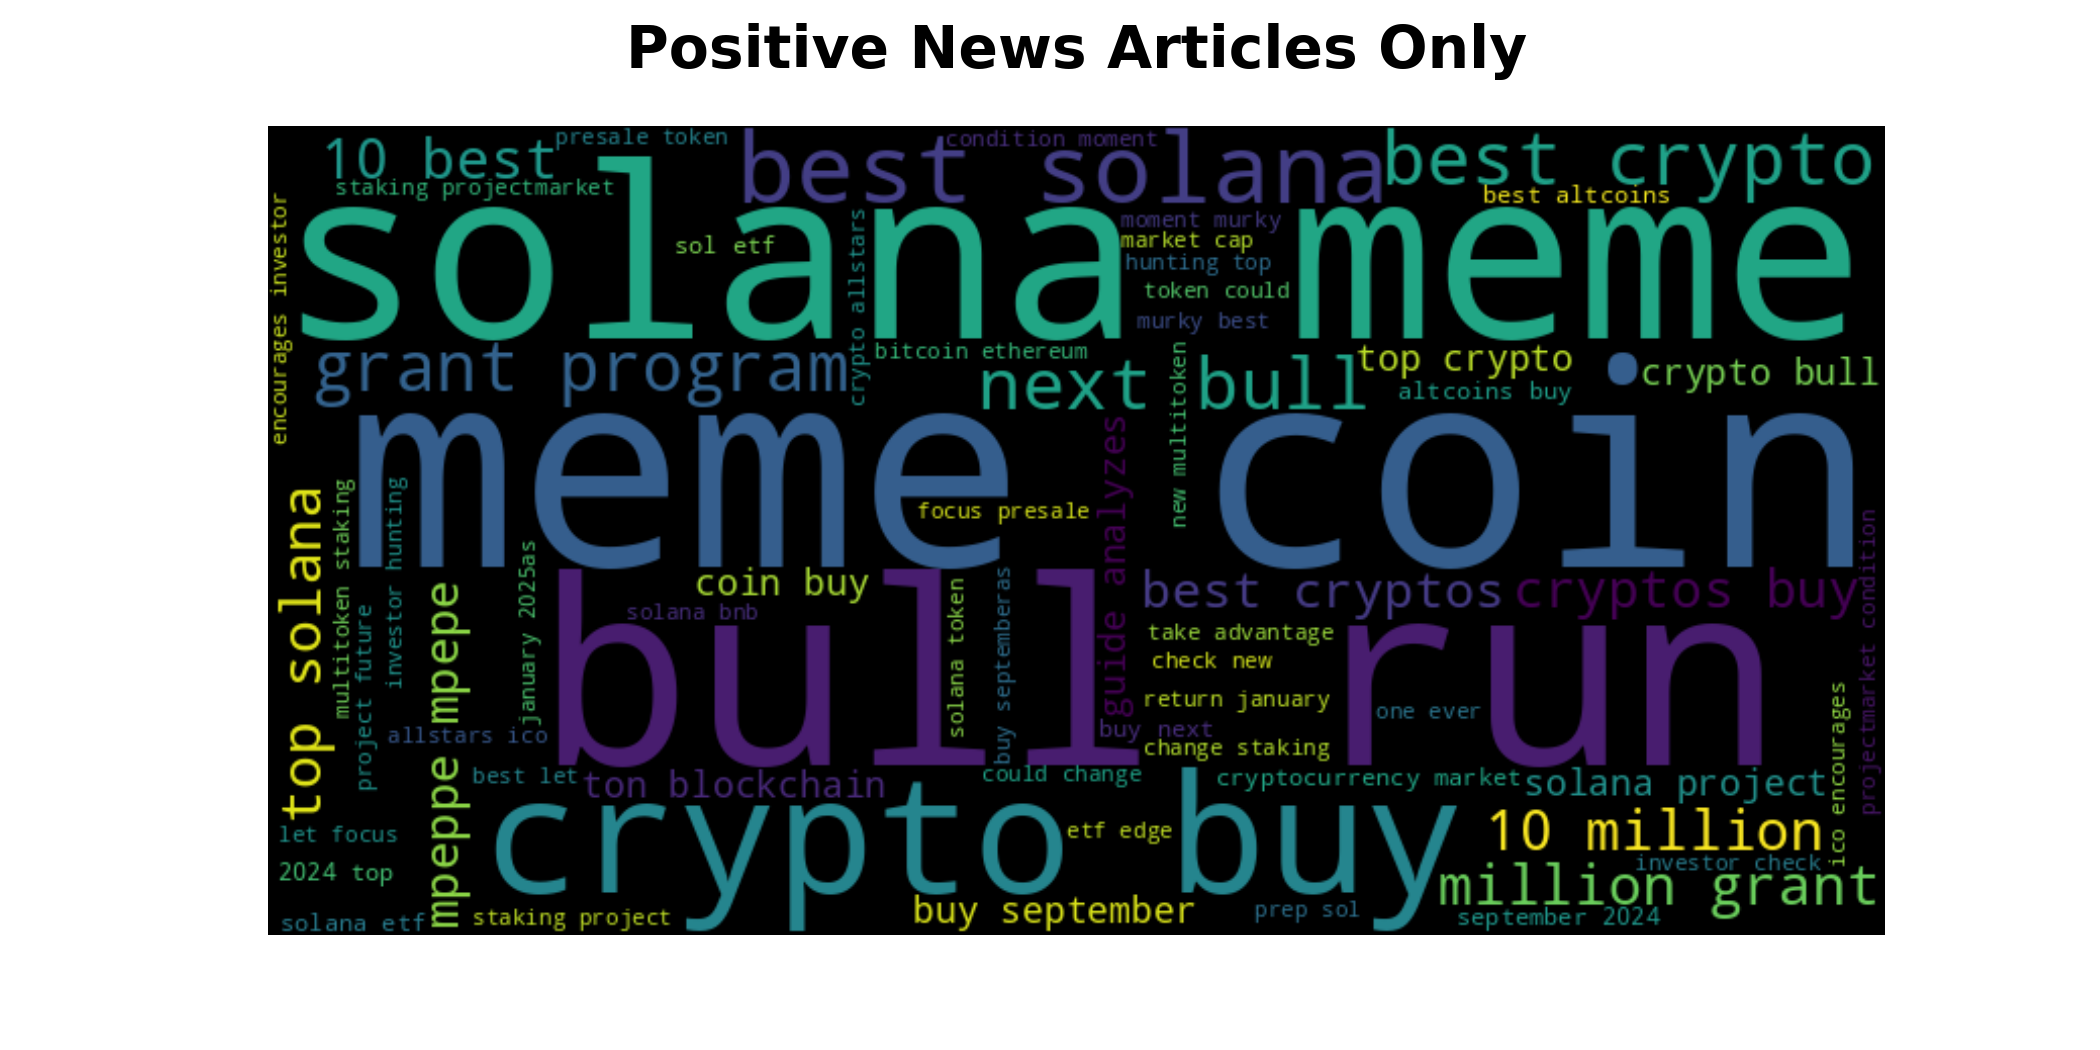 Positive News Articles Only
10 best
presale token
best solana
condition moment
best crypto
staking projectmarket
best altcoins
solana meme
encourages investor
sol etf
crypto allstars
moment murky
market cap
hunting top
token could
murky best
grant program
bitcoin ethereum
next bull
top crypto
crypto bull
altcoins buy
new multitoken
meme coin
guide analyzes
focus presale
top solana
multitoken staking
investor hunting
project future
mpeppe mpepe
january 2025as
coin buy
solana bnb
bull run
solana token
buy septemberas
best cryptos
cryptos buy
projectmarket condition
take advantage
check new
return january
one ever
buy next
change staking
allstars ico
best let
ton blockchain
could change
cryptocurrency market
solana project
ico encourages
crypto buy
etf edge
10 million
let focus
investor check
2024 top
million grant
solana etf
staking project
buy september
prep sol
september 2024